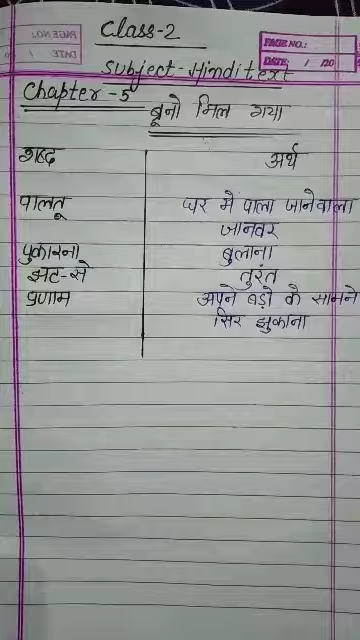 Class-2
PAGE NO.:
DATE: / /20
Subject-Hindi text
Chapter-5
ब्रूनो मिल गया
शब्द अर्थ
पालतू घर में पाला जानेवाला
जानवर
पुकारना बुलाना
झट-से तुरंत
प्रणाम अपने बड़ो के सामने
सिर झुकाना